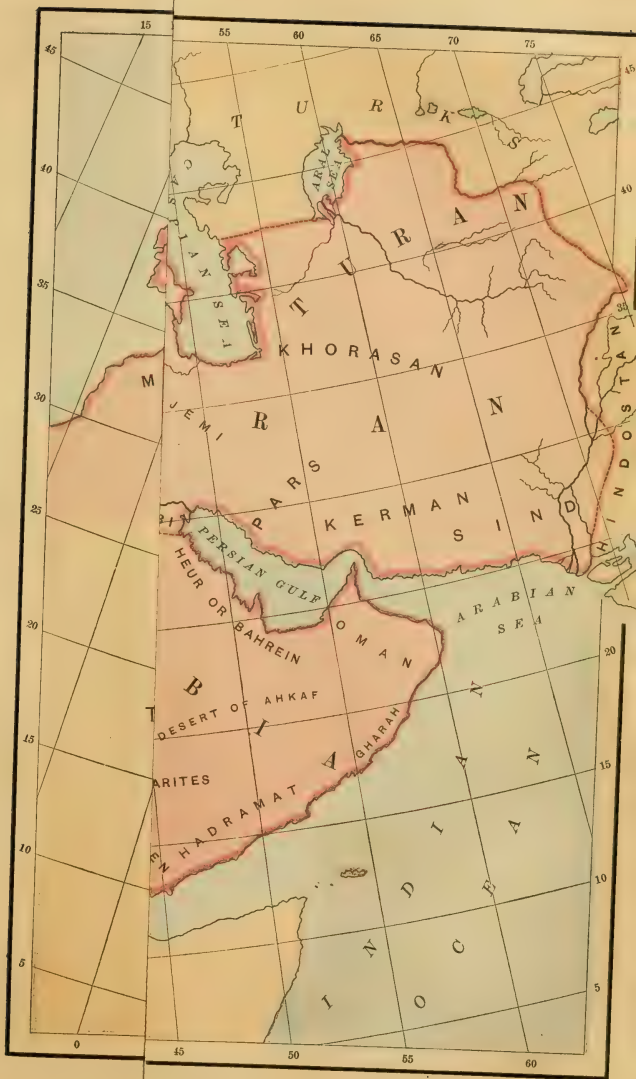 15 55 60 65 70 75
45 45
T U R K S
ARAL SEA
40 40
CASPIAN SEA
T U R A N
35 35
KHORASAN
M
JEMI
30
R A N
HINDOSTAN
PARS
KERMAN
SIND
25
PERSIAN GULF
HEUR OR BAHREIN
OMAN
ARABIAN SEA
20 20
B I A
T
DESERT OF AHKAF
GHARAH
15 15
ARITES
EN HADRAMAT
INDIAN OCEAN
10 10
5 5
0 45 50 55 60